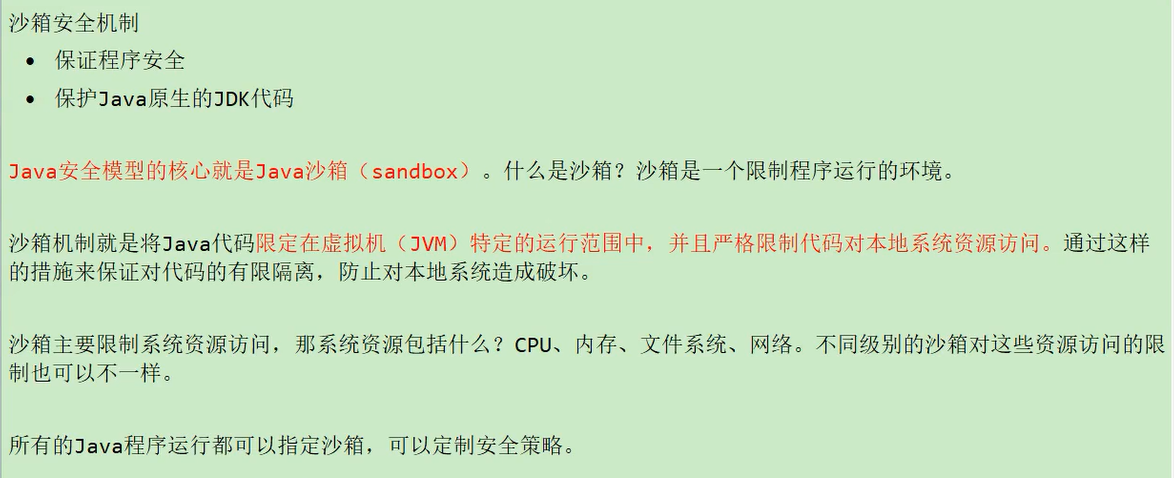 沙箱安全机制
• 保证程序安全
• 保护Java原生的JDK代码
Java安全模型的核心就是Java沙箱（sandbox）。什么是沙箱？沙箱是一个限制程序运行的环境。
沙箱机制就是将Java代码限定在虚拟机（JVM）特定的运行范围中，并且严格限制代码对本地系统资源访问。通过这样
的措施来保证对代码的有限隔离，防止对本地系统造成破坏。
沙箱主要限制系统资源访问，那系统资源包括什么？CPU、内存、文件系统、网络。不同级别的沙箱对这些资源访问的限
制也可以不一样。
所有的Java程序运行都可以指定沙箱，可以定制安全策略。